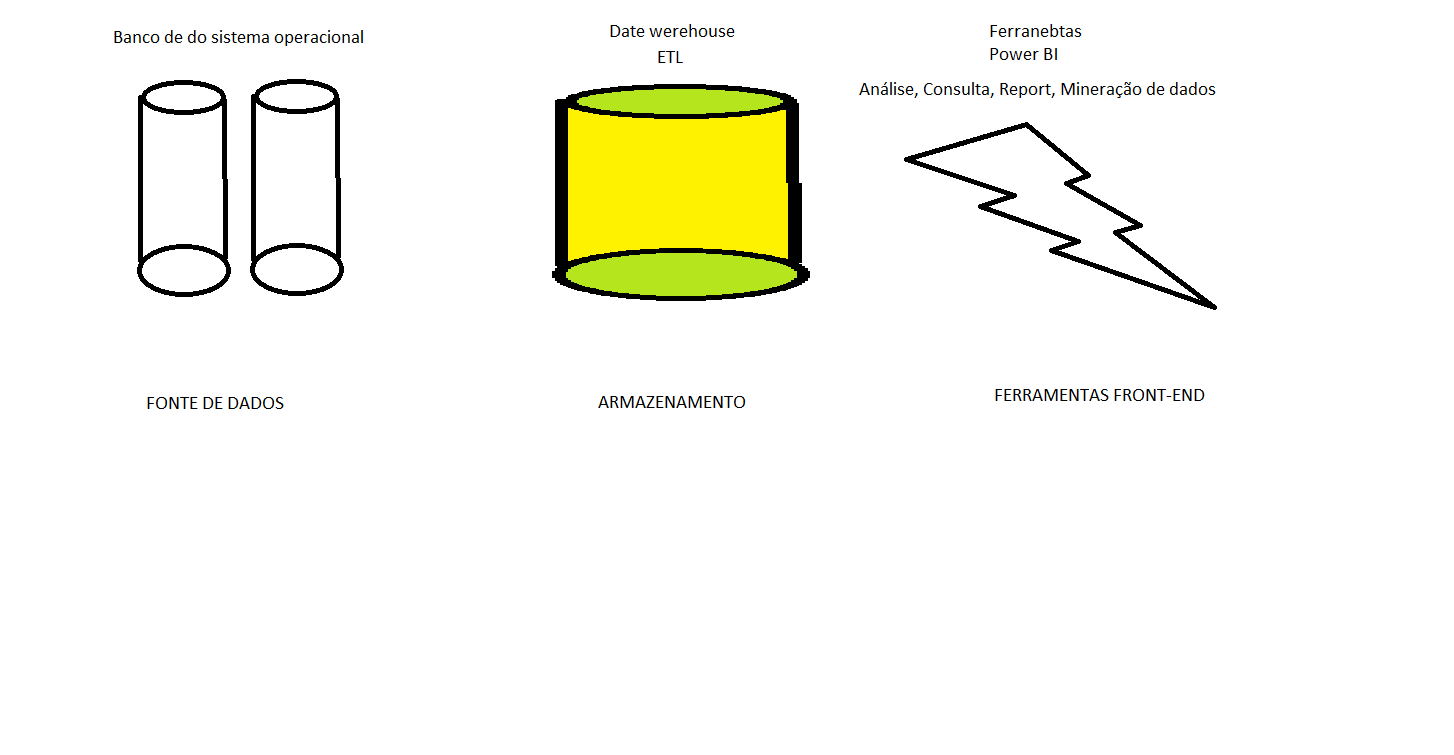 Banco de do sistema operacional
Date werehouse
ETL
Ferranebtas
Power BI
Análise, Consulta, Report, Mineração de dados
FONTE DE DADOS
ARMAZENAMENTO
FERRAMENTAS FRONT-END